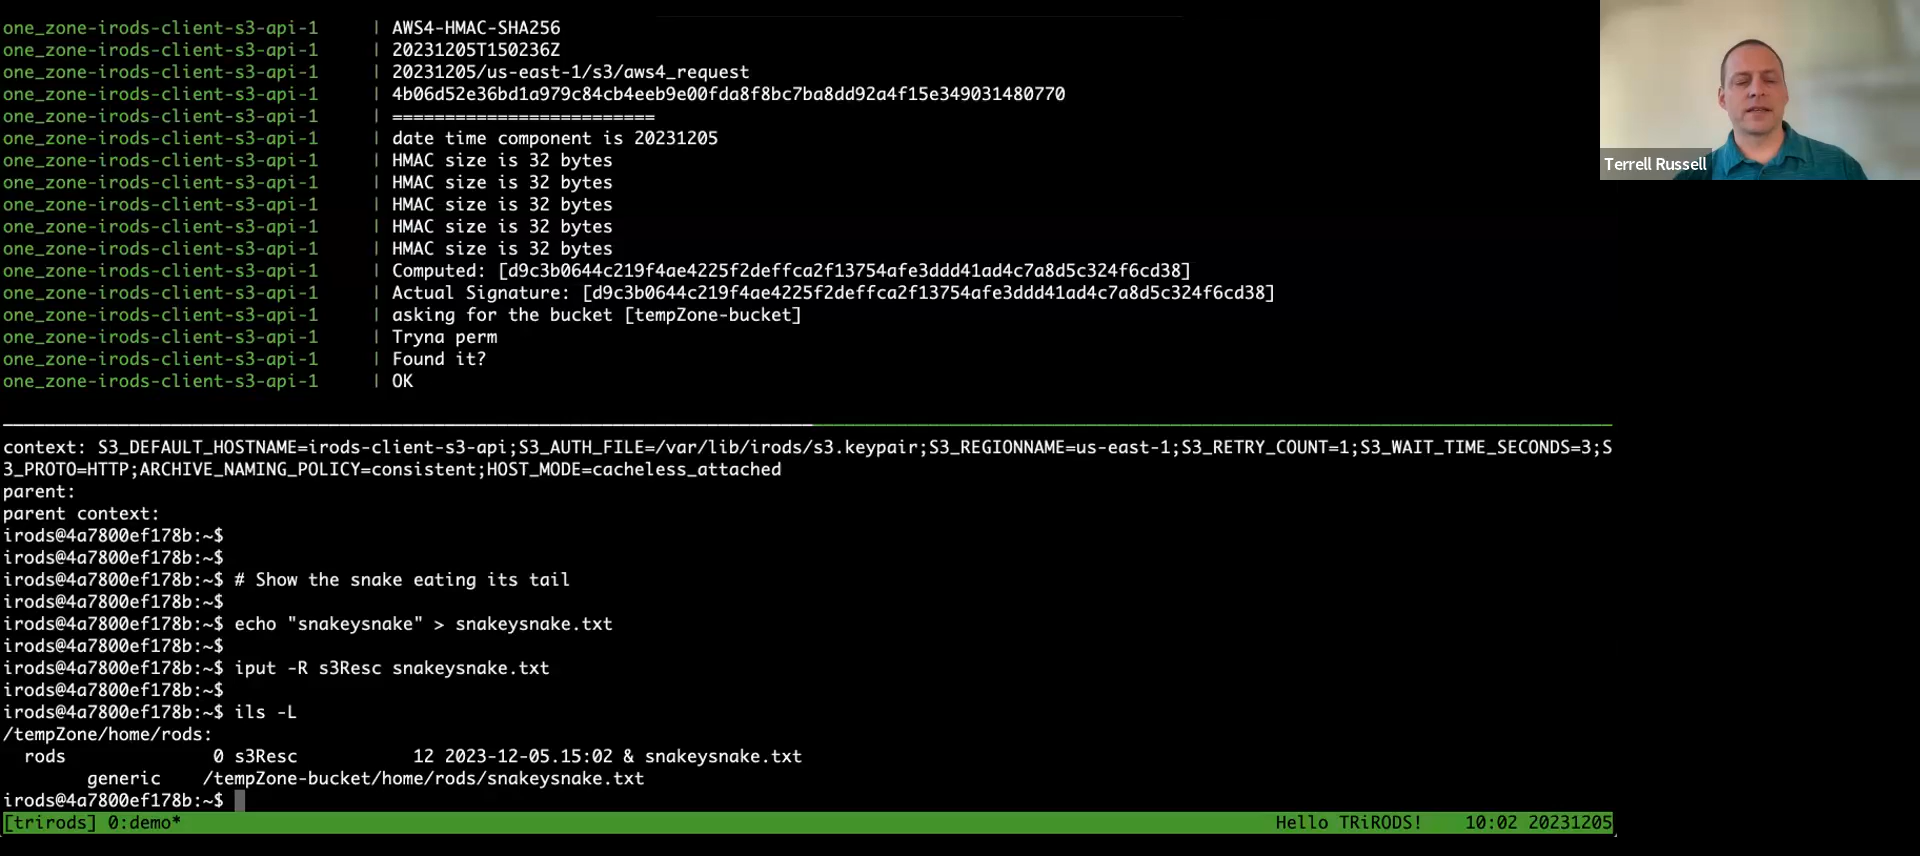 one_zone-irods-client-s3-api-1 | AWS4-HMAC-SHA256
one_zone-irods-client-s3-api-1 | 20231205T150236Z
one_zone-irods-client-s3-api-1 | 20231205/us-east-1/s3/aws4_request
one_zone-irods-client-s3-api-1 | 4b06d52e36bd1a979c84cb4eeb9e00fda8f8bc7ba8dd92a4f15e349031480770
one_zone-irods-client-s3-api-1 | =========================
one_zone-irods-client-s3-api-1 | date time component is 20231205
one_zone-irods-client-s3-api-1 | HMAC size is 32 bytes
one_zone-irods-client-s3-api-1 | HMAC size is 32 bytes
one_zone-irods-client-s3-api-1 | HMAC size is 32 bytes
one_zone-irods-client-s3-api-1 | HMAC size is 32 bytes
one_zone-irods-client-s3-api-1 | HMAC size is 32 bytes
one_zone-irods-client-s3-api-1 | Computed: [d9c3b0644c219f4ae4225f2deffca2f13754afe3ddd41ad4c7a8d5c324f6cd38]
one_zone-irods-client-s3-api-1 | Actual Signature: [d9c3b0644c219f4ae4225f2deffca2f13754afe3ddd41ad4c7a8d5c324f6cd38]
one_zone-irods-client-s3-api-1 | asking for the bucket [tempZone-bucket]
one_zone-irods-client-s3-api-1 | Tryna perm
one_zone-irods-client-s3-api-1 | Found it?
one_zone-irods-client-s3-api-1 | OK
Terrell Russell
context: S3_DEFAULT_HOSTNAME=irods-client-s3-api;S3_AUTH_FILE=/var/lib/irods/s3.keypair;S3_REGIONNAME=us-east-1;S3_RETRY_COUNT=1;S3_WAIT_TIME_SECONDS=3;S
3_PROTO=HTTP;ARCHIVE_NAMING_POLICY=consistent;HOST_MODE=cacheless_attached
parent:
parent context:
irods@4a7800ef178b:~$
irods@4a7800ef178b:~$
irods@4a7800ef178b:~$ # Show the snake eating its tail
irods@4a7800ef178b:~$
irods@4a7800ef178b:~$ echo "snakeysnake" > snakeysnake.txt
irods@4a7800ef178b:~$
irods@4a7800ef178b:~$ iput -R s3Resc snakeysnake.txt
irods@4a7800ef178b:~$
irods@4a7800ef178b:~$ ils -L
/tempZone/home/rods:
rods 0 s3Resc 12 2023-12-05.15:02 & snakeysnake.txt
generic /tempZone-bucket/home/rods/snakeysnake.txt
irods@4a7800ef178b:~$
[trirods] 0:demo* Hello TRiRODS! 10:02 20231205